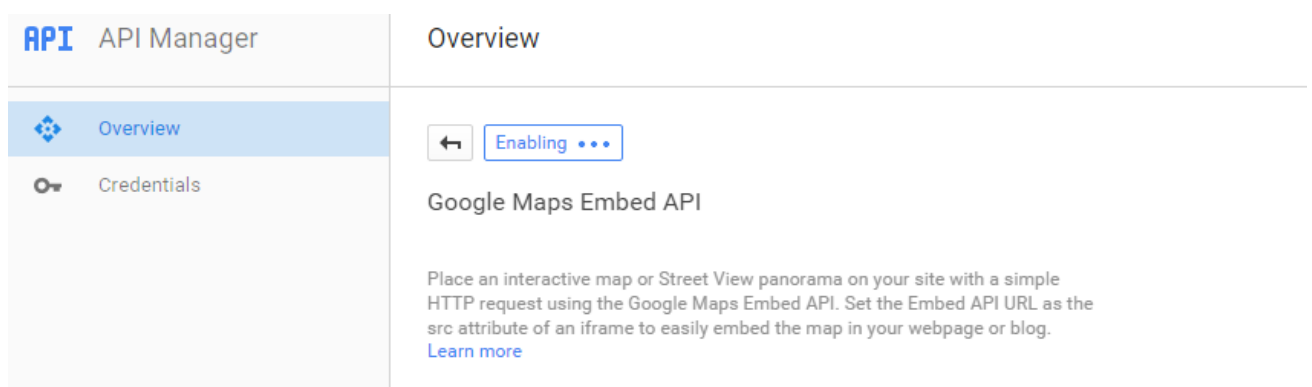 API API Manager
Overview
Overview
Credentials
Enabling •••
Google Maps Embed API
Place an interactive map or Street View panorama on your site with a simple
HTTP request using the Google Maps Embed API. Set the Embed API URL as the
src attribute of an iframe to easily embed the map in your webpage or blog.
Learn more